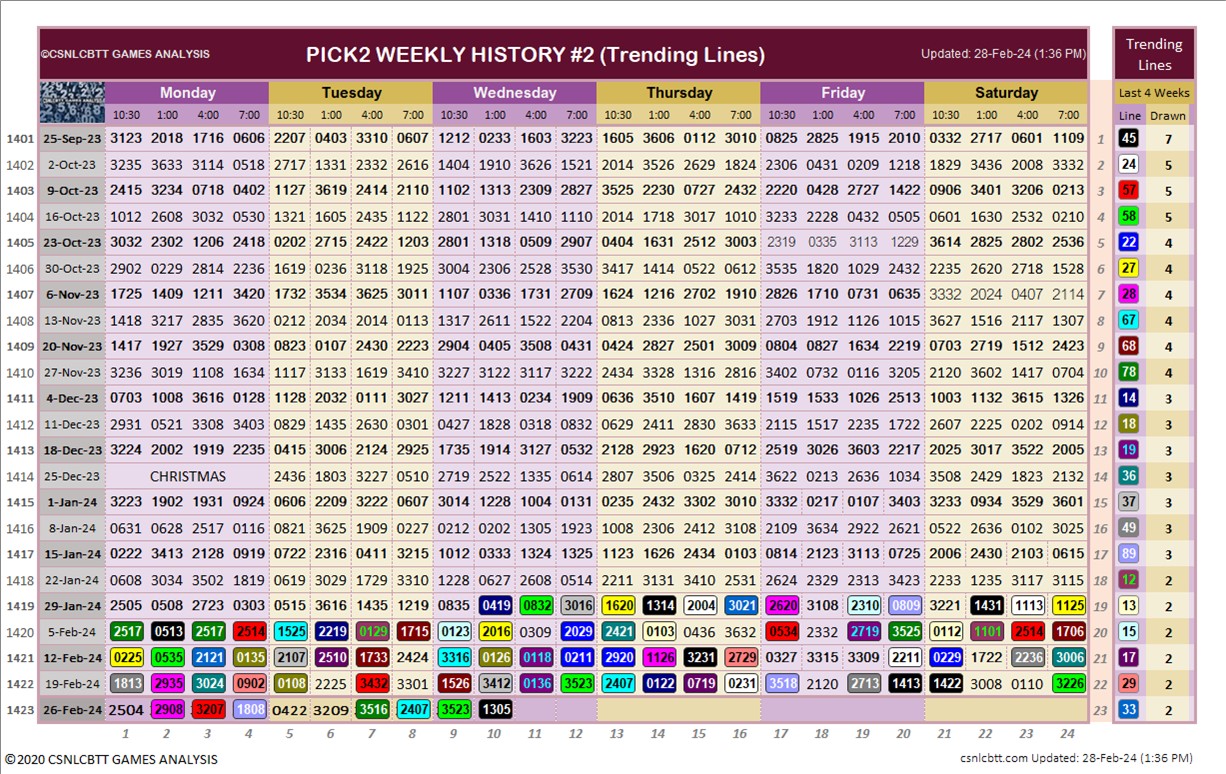 ©CSNLCBTT GAMES ANALYSIS PICK2 WEEKLY HISTORY #2 (Trending Lines) Updated: 28-Feb-24 (1:36 PM) Trending Lines
Monday Tuesday Wednesday Thursday Friday Saturday Last 4 Weeks
10:30 1:00 4:00 7:00 10:30 1:00 4:00 7:00 10:30 1:00 4:00 7:00 10:30 1:00 4:00 7:00 10:30 1:00 4:00 7:00 10:30 1:00 4:00 7:00 Line Drawn
1401 25-Sep-23 3123 2018 1716 0606 2207 0403 3310 0607 1212 0233 1603 3223 1605 3606 0112 3010 0825 2825 1915 2010 0332 2717 0601 1109 1 45 7
1402 2-Oct-23 3235 3633 3114 0518 2717 1331 2332 2616 1404 1910 3626 1521 2014 3526 2629 1824 2306 0431 0209 1218 1829 3436 2008 3332 2 24 5
1403 9-Oct-23 2415 3234 0718 0402 1127 3619 2414 2110 1102 1313 2309 2827 3525 2230 0727 2432 2220 0428 2727 1422 0906 3401 3206 0213 3 57 5
1404 16-Oct-23 1012 2608 3032 0530 1321 1605 2435 1122 2801 3031 1410 1110 2014 1718 3017 1010 3233 2228 0432 0505 0601 1630 2532 0210 4 58 5
1405 23-Oct-23 3032 2302 1206 2418 0202 2715 2422 1203 2801 1318 0509 2907 0404 1631 2512 3003 2319 0335 3113 1229 3614 2825 2802 2536 5 22 4
1406 30-Oct-23 2902 0229 2814 2236 1619 0236 3118 1925 3004 2306 2528 3530 3417 1414 0522 0612 3535 1820 1029 2432 2235 2620 2718 1528 6 27 4
1407 6-Nov-23 1725 1409 1211 3420 1732 3534 3625 3011 1107 0336 1731 2709 1624 1216 2702 1910 2826 1710 0731 0635 3332 2024 0407 2114 7 28 4
1408 13-Nov-23 1418 3217 2835 3620 0212 2034 2014 0113 1317 2611 1522 2204 0813 2336 1027 3031 2703 1912 1126 1015 3627 1516 2117 1307 8 67 4
1409 20-Nov-23 1417 1927 3529 0308 0823 0107 2430 2223 2904 0405 3508 0431 0424 2827 2501 3009 0804 0827 1634 2219 0703 2719 1512 2423 9 68 4
1410 27-Nov-23 3236 3019 1108 1634 1117 3133 1619 3410 3227 3122 3117 3222 2434 3328 1316 2816 3402 0732 0116 3205 2120 3602 1417 0704 10 78 4
1411 4-Dec-23 0703 1008 3616 0128 1128 2032 0111 3027 1211 1413 0234 1909 0636 3510 1607 1419 1519 1533 1026 2513 1003 1132 3615 1326 11 14 3
1412 11-Dec-23 2931 0521 3308 3403 0829 1435 2630 0301 0427 1828 0318 0832 0629 2411 2830 3633 2115 1517 2235 1722 2607 2225 0202 0914 12 18 3
1413 18-Dec-23 3224 2002 1919 2235 0415 3006 2124 2923 1735 1914 3127 0532 2128 2923 1620 0712 2519 3026 3603 2217 2025 3017 3522 2005 13 19 3
1414 25-Dec-23 CHRISTMAS 2436 1803 3227 0510 2719 2522 1335 0614 2807 3506 0325 2414 3622 0213 2636 1034 3508 2429 1823 2132 14 36 3
1415 1-Jan-24 3223 1902 1931 0924 0606 2209 3222 0607 3014 1228 1004 0131 0235 2432 3302 3010 3332 0217 0107 3403 3233 0934 3529 3601 15 37 3
1416 8-Jan-24 0631 0628 2517 0116 0821 3625 1909 0227 0212 0202 1305 1923 1008 2306 2412 3108 2109 3634 2922 2621 0522 2636 0102 3025 16 49 3
1417 15-Jan-24 0222 3413 2128 0919 0722 2316 0411 3215 1012 0333 1324 1325 1123 1626 2434 0103 0814 2123 3113 0725 2006 2430 2103 0615 17 89 3
1418 22-Jan-24 0608 3034 3502 1819 0619 3029 1729 3310 1228 0627 2608 0514 2211 3131 3410 2531 2624 2329 2313 3423 2233 1235 3117 3115 18 12 2
1419 29-Jan-24 2505 0508 2723 0303 0515 3616 1435 1219 0835 0419 0832 3016 1620 1314 2004 3021 2620 3108 2310 0809 3221 1431 1113 1125 19 13 2
1420 5-Feb-24 2517 0513 2517 2514 1525 2219 0129 1715 0123 2016 0309 2029 2421 0103 0436 3632 0534 2332 2719 3525 0112 1101 2514 1706 20 15 2
1421 12-Feb-24 0225 0535 2121 0135 2107 2510 1733 2424 3316 0126 0118 0211 2920 1126 3231 2729 0327 3315 3309 2211 0229 1722 2236 3006 21 17 2
1422 19-Feb-24 1813 2935 3024 0902 0108 2225 3432 3301 1526 3412 0136 3523 2407 0122 0719 0231 3518 2120 2713 1413 1422 3008 0110 3226 22 29 2
1423 26-Feb-24 2504 2908 3207 1808 0422 3209 3516 2407 3523 1305 23 33 2
1 2 3 4 5 6 7 8 9 10 11 12 13 14 15 16 17 18 19 20 21 22 23 24
©2020 CSNLCBTT GAMES ANALYSIS csnlcbtt.com Updated: 28-Feb-24 (1:36 PM)